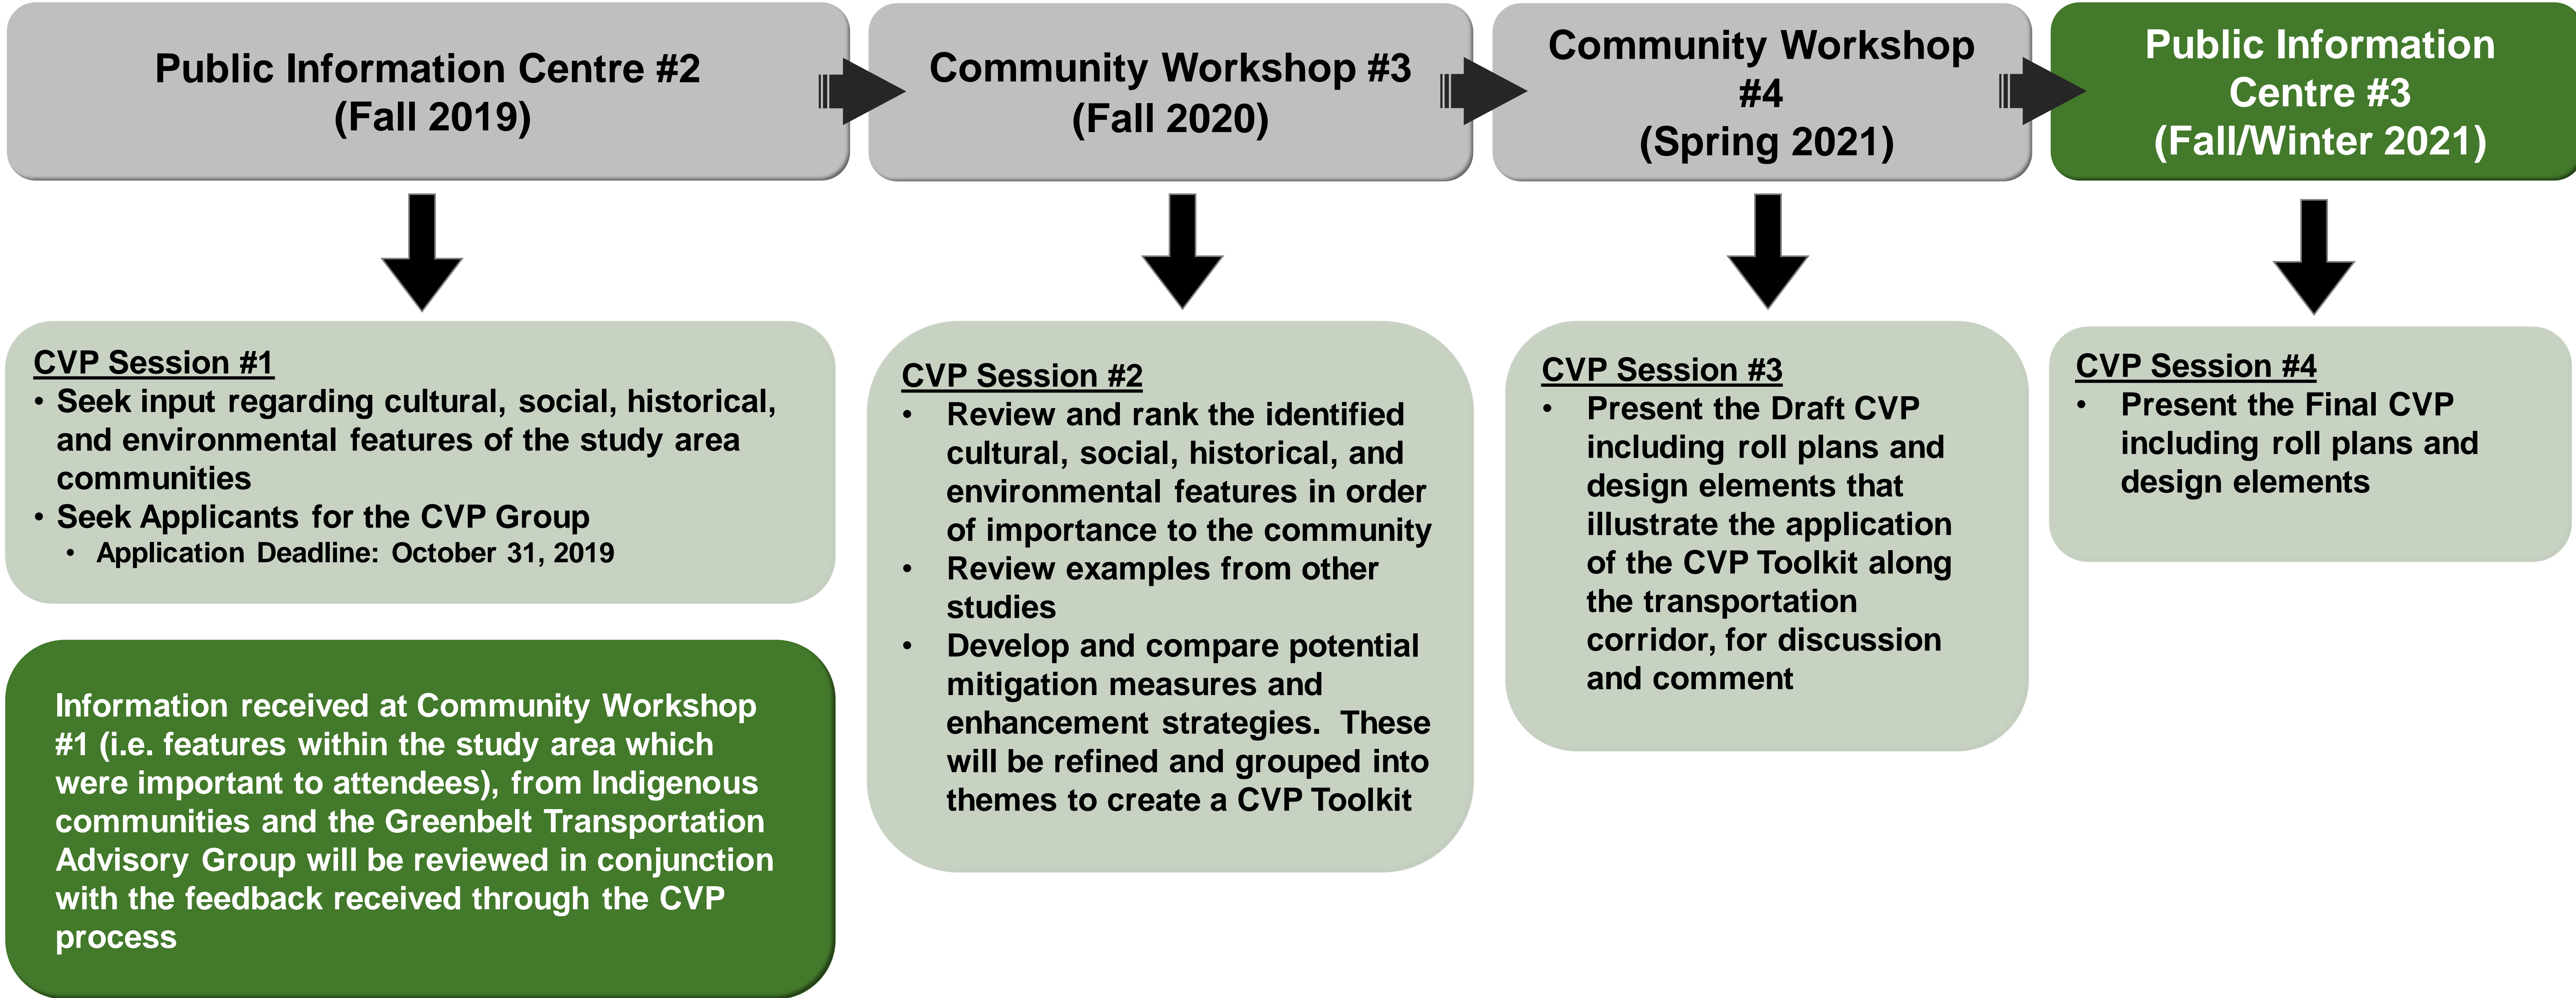 Public Information Centre #2
(Fall 2019)
Community Workshop #3
(Fall 2020)
Community Workshop
#4
(Spring 2021)
Public Information
Centre #3
(Fall/Winter 2021)
CVP Session #1
• Seek input regarding cultural, social, historical,
and environmental features of the study area
communities
• Seek Applicants for the CVP Group
• Application Deadline: October 31, 2019
Information received at Community Workshop
#1 (i.e. features within the study area which
were important to attendees), from Indigenous
communities and the Greenbelt Transportation
Advisory Group will be reviewed in conjunction
with the feedback received through the CVP
process
CVP Session #2
• Review and rank the identified
cultural, social, historical, and
environmental features in order
of importance to the community
• Review examples from other
studies
• Develop and compare potential
mitigation measures and
enhancement strategies.  These
will be refined and grouped into
themes to create a CVP Toolkit
CVP Session #3
• Present the Draft CVP
including roll plans and
design elements that
illustrate the application
of the CVP Toolkit along
the transportation
corridor, for discussion
and comment
CVP Session #4
• Present the Final CVP
including roll plans and
design elements